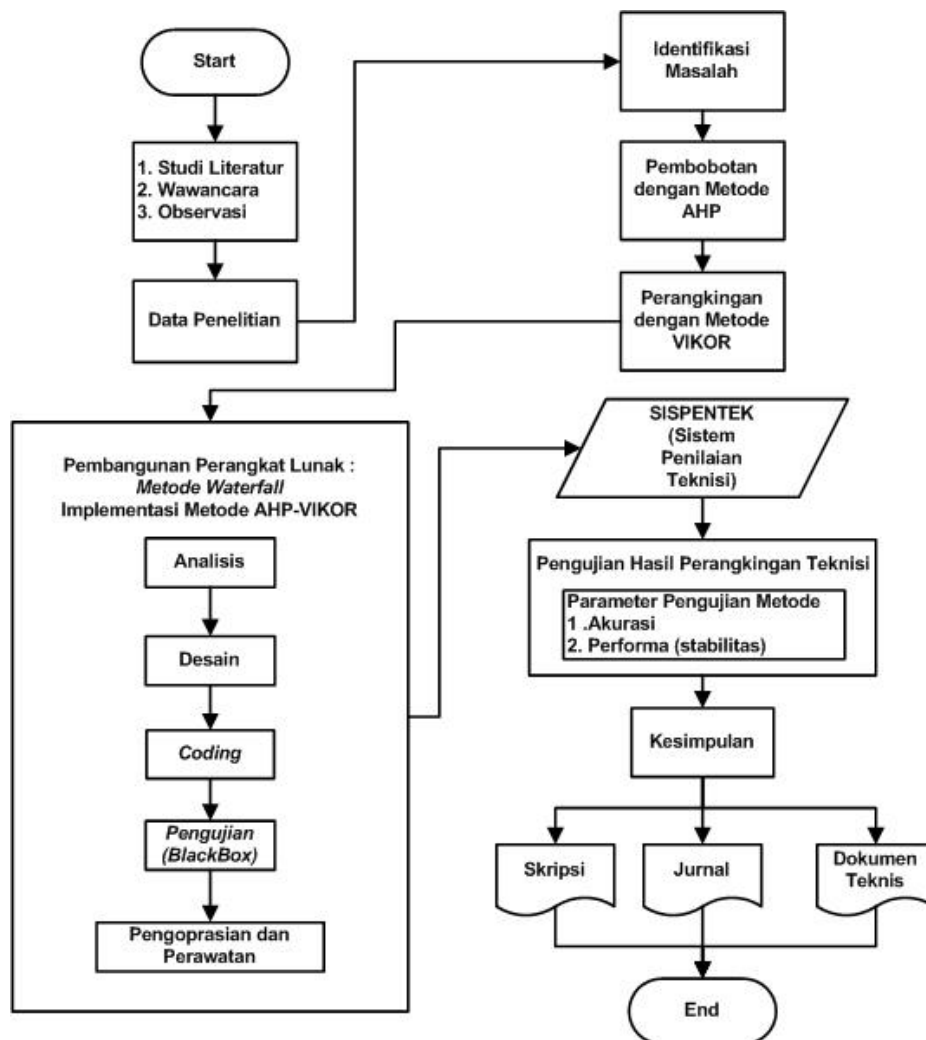 Start
1. Studi Literatur
2. Wawancara
3. Observasi
Data Penelitian
Identifikasi
Masalah
Pembobotan
dengan Metode
AHP
Perangkingan
dengan Metode
VIKOR
Pembangunan Perangkat Lunak :
Metode Waterfall
Implementasi Metode AHP-VIKOR
Analisis
Desain
Coding
Pengujian
(BlackBox)
Pengoprasian dan
Perawatan
SISPENTEK
(Sistem
Penilaian
Teknisi)
Pengujian Hasil Perangkingan Teknisi
Parameter Pengujian Metode
1 .Akurasi
2. Performa (stabilitas)
Kesimpulan
Skripsi
Jurnal
Dokumen
Teknis
End